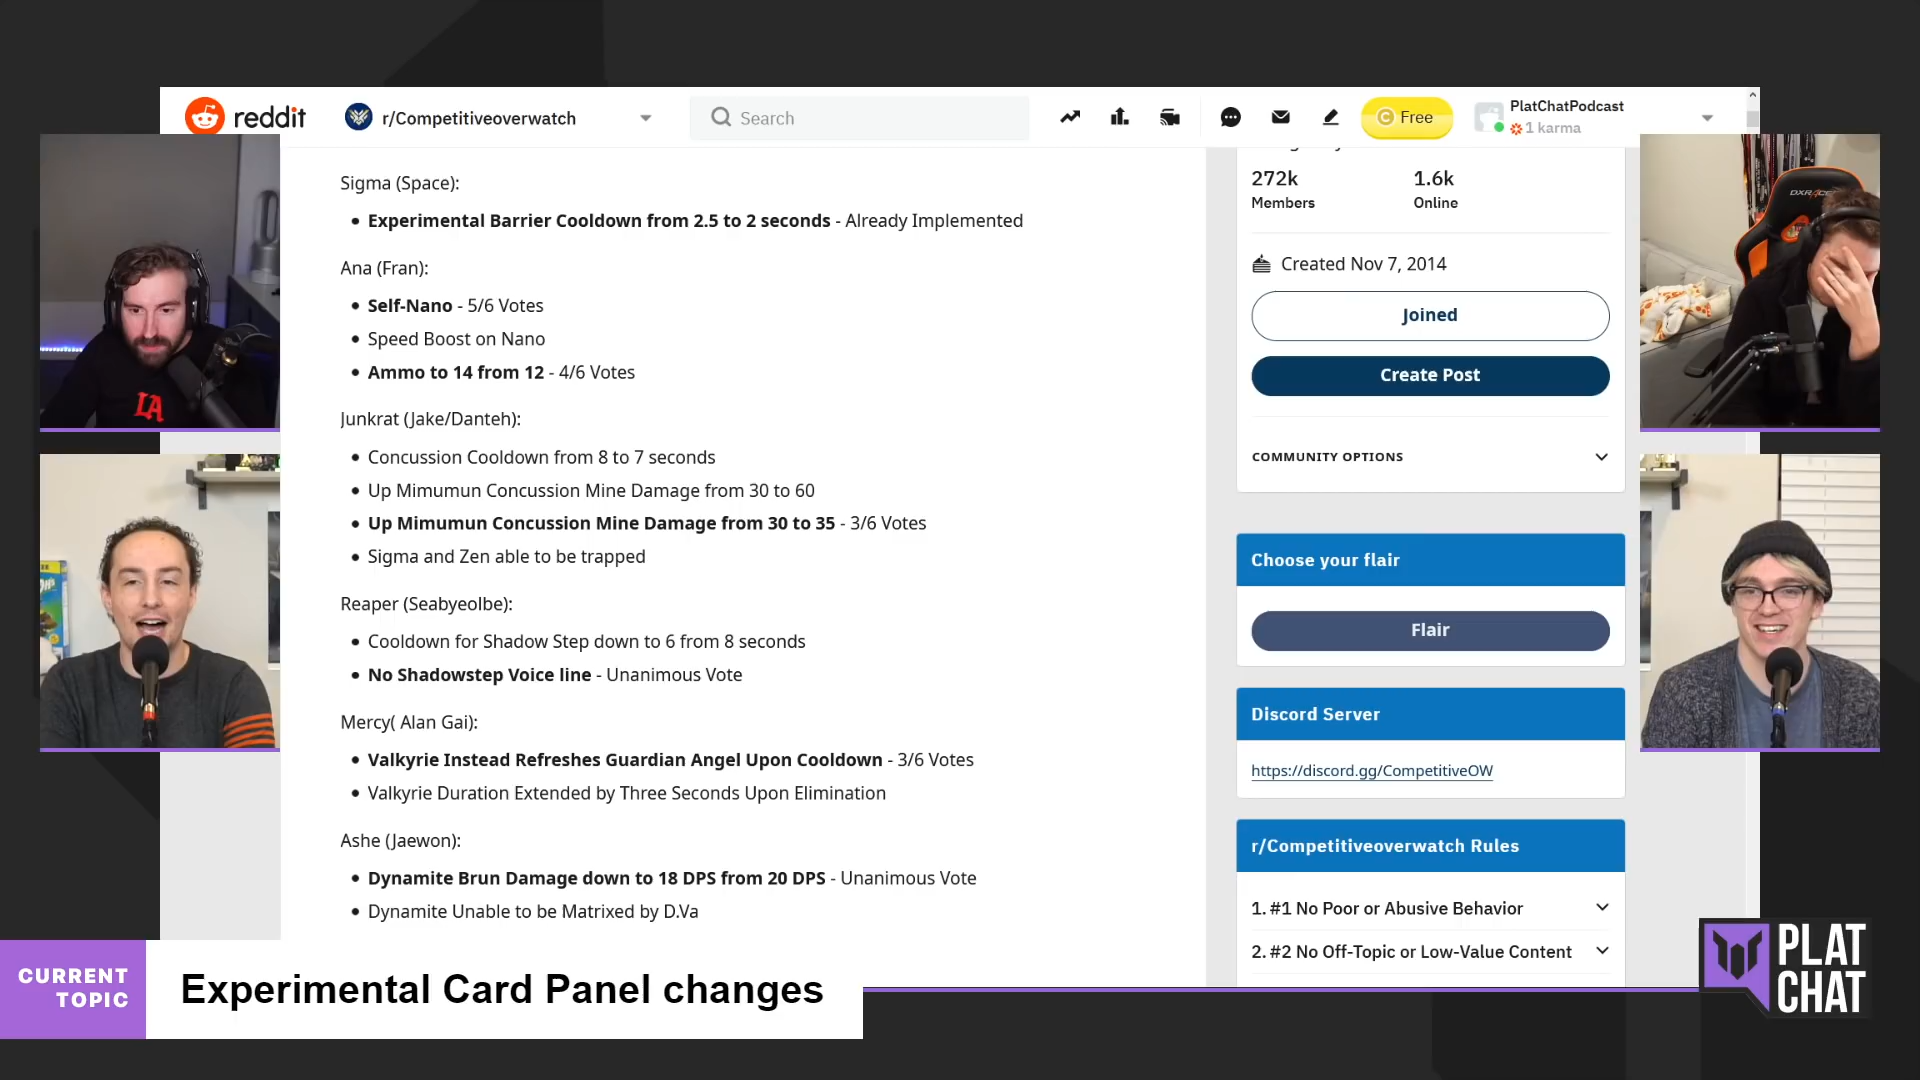 reddit
r/Competitiveoverwatch
Search
Free
PlatChatPodcast
1 karma
Sigma (Space):
Experimental Barrier Cooldown from 2.5 to 2 seconds - Already Implemented
Ana (Fran):
Self-Nano - 5/6 Votes
Speed Boost on Nano
Ammo to 14 from 12 - 4/6 Votes
Junkrat (Jake/Danteh):
Concussion Cooldown from 8 to 7 seconds
Up Mimumun Concussion Mine Damage from 30 to 60
Up Mimumun Concussion Mine Damage from 30 to 35 - 3/6 Votes
Sigma and Zen able to be trapped
Reaper (Seabyeolbe):
Cooldown for Shadow Step down to 6 from 8 seconds
No Shadowstep Voice line - Unanimous Vote
Mercy( Alan Gai):
Valkyrie Instead Refreshes Guardian Angel Upon Cooldown - 3/6 Votes
Valkyrie Duration Extended by Three Seconds Upon Elimination
Ashe (Jaewon):
Dynamite Brun Damage down to 18 DPS from 20 DPS - Unanimous Vote
Dynamite Unable to be Matrixed by D.Va
272k
Members
1.6k
Online
Created Nov 7, 2014
Joined
Create Post
COMMUNITY OPTIONS
Choose your flair
Flair
Discord Server
https://discord.gg/CompetitiveOW
r/Competitiveoverwatch Rules
1. #1 No Poor or Abusive Behavior
2. #2 No Off-Topic or Low-Value Content
LA
DXRACER
CURRENT
TOPIC
Experimental Card Panel changes
PLAT
CHAT